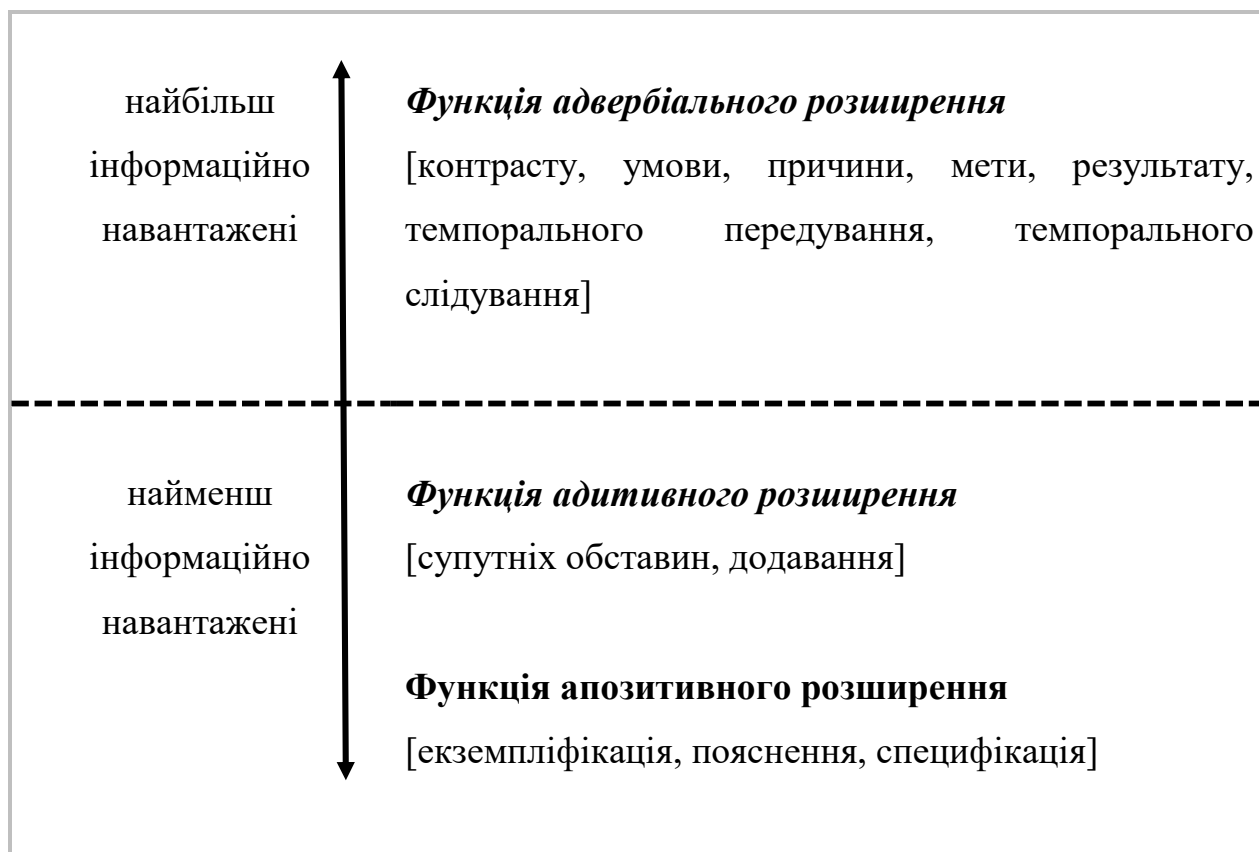 найбільш
інформаційно
навантажені
Функція адвербіального розширення
[контрасту, умови, причини, мети, результату,
темпорального передування, темпорального
слідування]
найменш
інформаційно
навантажені
Функція адитивного розширення
[супутніх обставин, додавання]
Функція апозитивного розширення
[екземпліфікація, пояснення, специфікація]